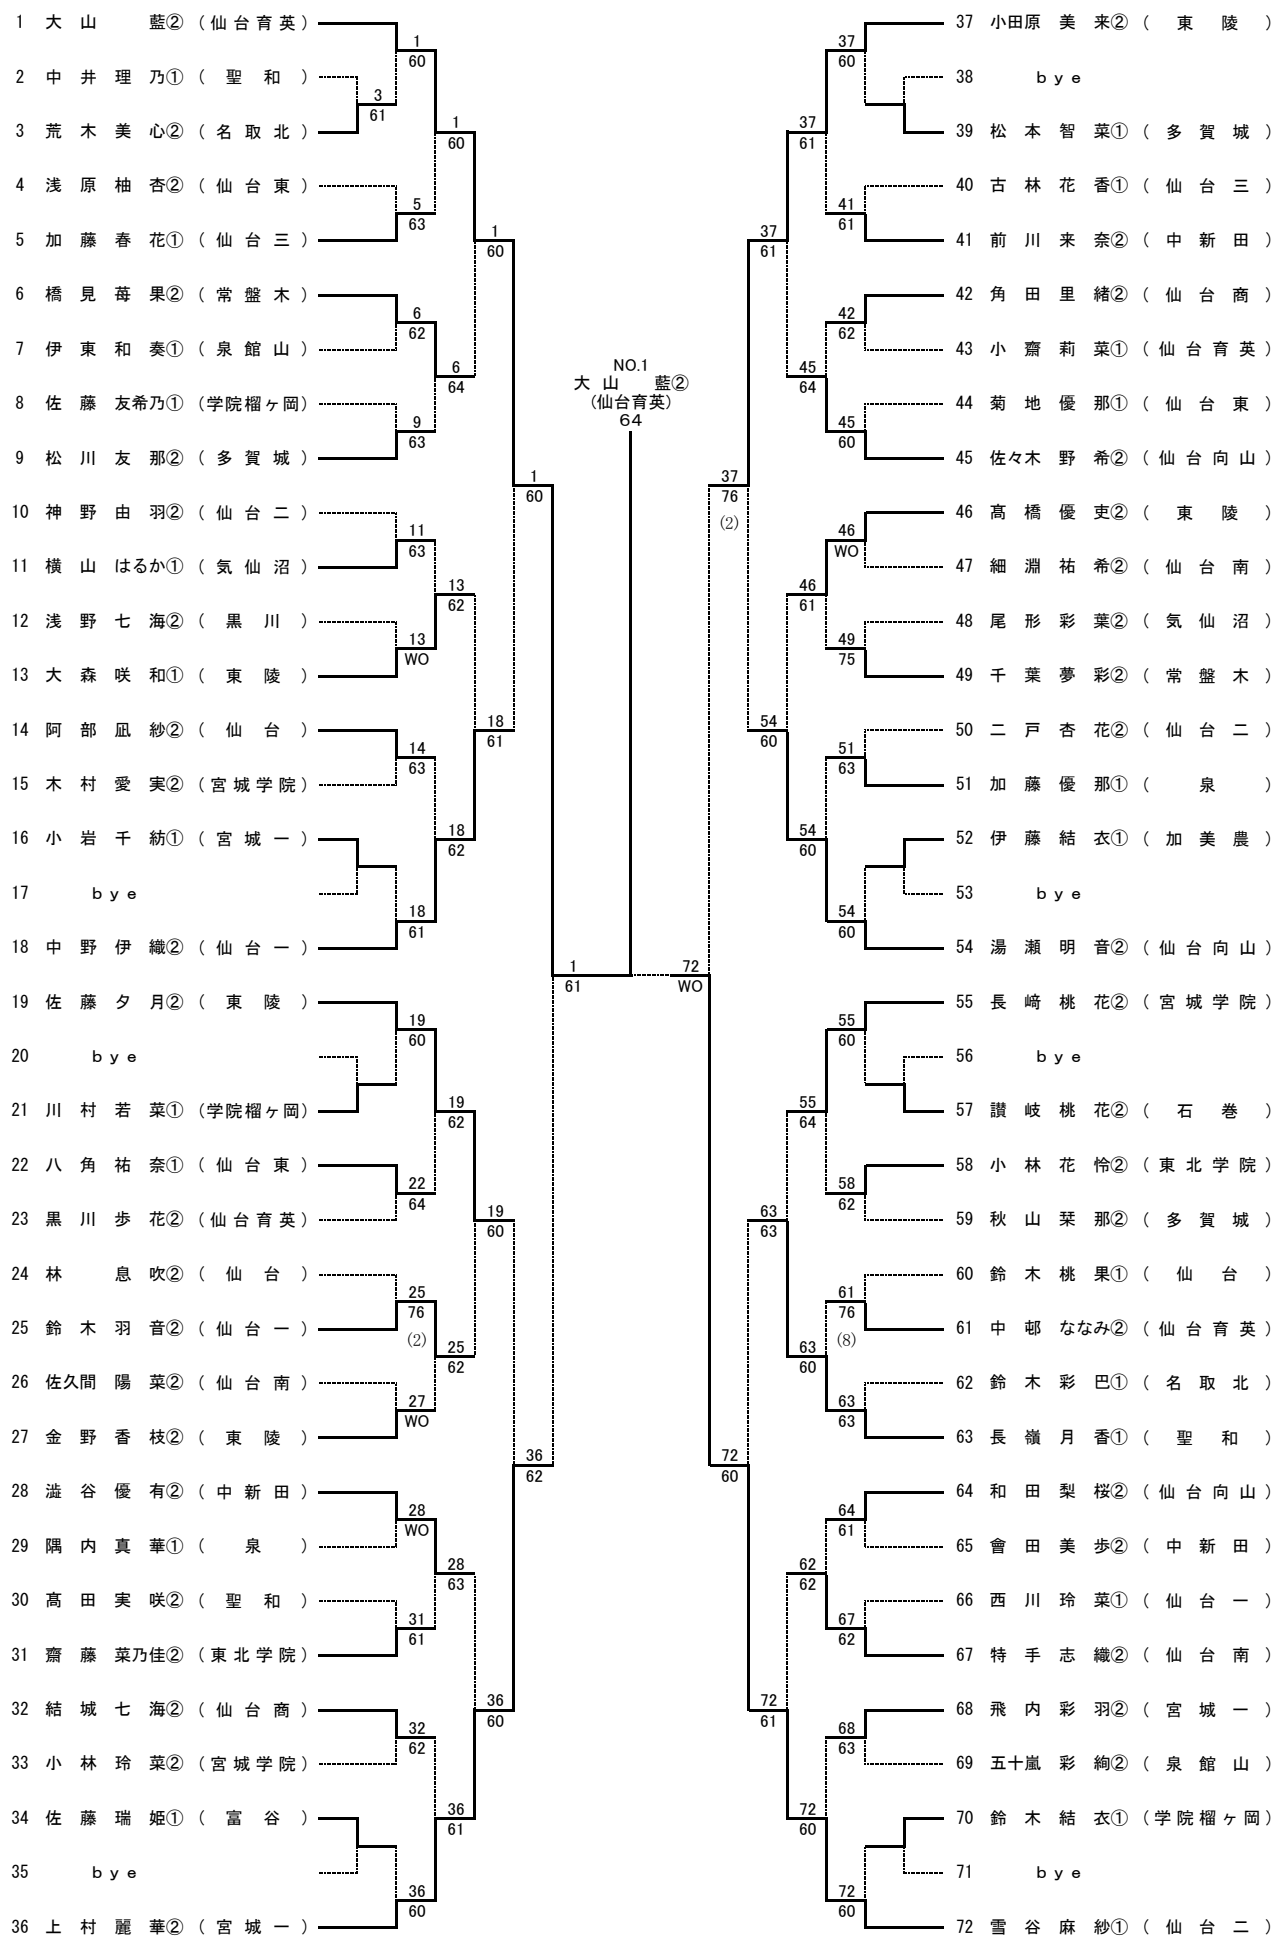 1 大山 藍② (仙台育英)
2 中井理乃① (聖和)
3 荒木美心② (名取北)
4 浅原柚杏② (仙台東)
5 加藤春花① (仙台三)
6 橋見苺果② (常盤木)
7 伊東和奏① (泉館山)
8 佐藤友希乃① (学院榴ヶ岡)
9 松川友那② (多賀城)
10 神野由羽② (仙台二)
11 横山はるか① (気仙沼)
12 浅野七海② (黒川)
13 大森咲和① (東陵)
14 阿部凪紗② (仙台)
15 木村愛実② (宮城学院)
16 小岩千紡① (宮城一)
17 bye
18 中野伊織② (仙台一)
19 佐藤夕月② (東陵)
20 bye
21 川村若菜① (学院榴ヶ岡)
22 八角祐奈① (仙台東)
23 黒川歩花② (仙台育英)
24 林 息吹② (仙台)
25 鈴木羽音② (仙台一)
26 佐久間陽菜② (仙台南)
27 金野香枝② (東陵)
28 澁谷優有② (中新田)
29 隅内真華① (泉)
30 髙田実咲② (聖和)
31 齋藤菜乃佳② (東北学院)
32 結城七海② (仙台商)
33 小林玲菜② (宮城学院)
34 佐藤瑞姫① (富谷)
35 bye
36 上村麗華② (宮城一)
3
61
1
60
5
63
6
62
9
63
11
63
13
WO
14
63
18
61
19
60
22
64
25
76
(2)
27
WO
28
WO
31
61
32
62
36
60
1
60
6
64
13
62
18
62
19
62
25
62
28
63
36
61
1
60
18
61
19
60
36
60
1
60
36
62
1
61
NO.1
大山 藍②
(仙台育英)
64
72
WO
37
76
(2)
72
60
37
61
54
60
63
63
72
61
37
61
45
64
46
61
54
60
55
64
63
60
62
62
72
60
37
60
41
61
42
62
45
60
46
WO
49
75
51
63
54
60
55
60
58
62
61
76
(8)
63
63
64
61
67
62
68
63
72
60
37 小田原美来② (東陵)
38 bye
39 松本智菜① (多賀城)
40 古林花香① (仙台三)
41 前川来奈② (中新田)
42 角田里緒② (仙台商)
43 小齋莉菜① (仙台育英)
44 菊地優那① (仙台東)
45 佐々木野希② (仙台向山)
46 髙橋優吏② (東陵)
47 細淵祐希② (仙台南)
48 尾形彩葉② (気仙沼)
49 千葉夢彩② (常盤木)
50 二戸杏花② (仙台二)
51 加藤優那① (泉)
52 伊藤結衣① (加美農)
53 bye
54 湯瀬明音② (仙台向山)
55 長﨑桃花② (宮城学院)
56 bye
57 讃岐桃花② (石巻)
58 小林花怜② (東北学院)
59 秋山栞那② (多賀城)
60 鈴木桃果① (仙台)
61 中邨ななみ② (仙台育英)
62 鈴木彩巴① (名取北)
63 長嶺月香① (聖和)
64 和田梨桜② (仙台向山)
65 會田美歩② (中新田)
66 西川玲菜① (仙台一)
67 特手志織② (仙台南)
68 飛内彩羽② (宮城一)
69 五十嵐彩絢② (泉館山)
70 鈴木結衣① (学院榴ヶ岡)
71 bye
72 雪谷麻紗① (仙台二)